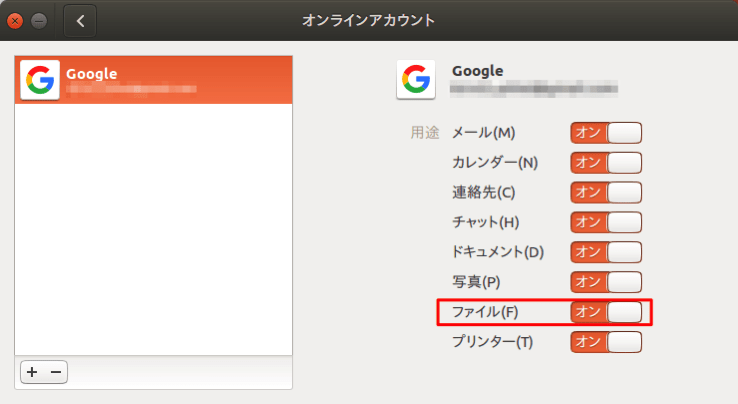 オンラインアカウント
Google
Google
用途 メール(M) オン
カレンダー(N) オン
連絡先(C) オン
チャット(H) オン
ドキュメント(D) オン
写真(P) オン
ファイル(F) オン
プリンター(T) オン